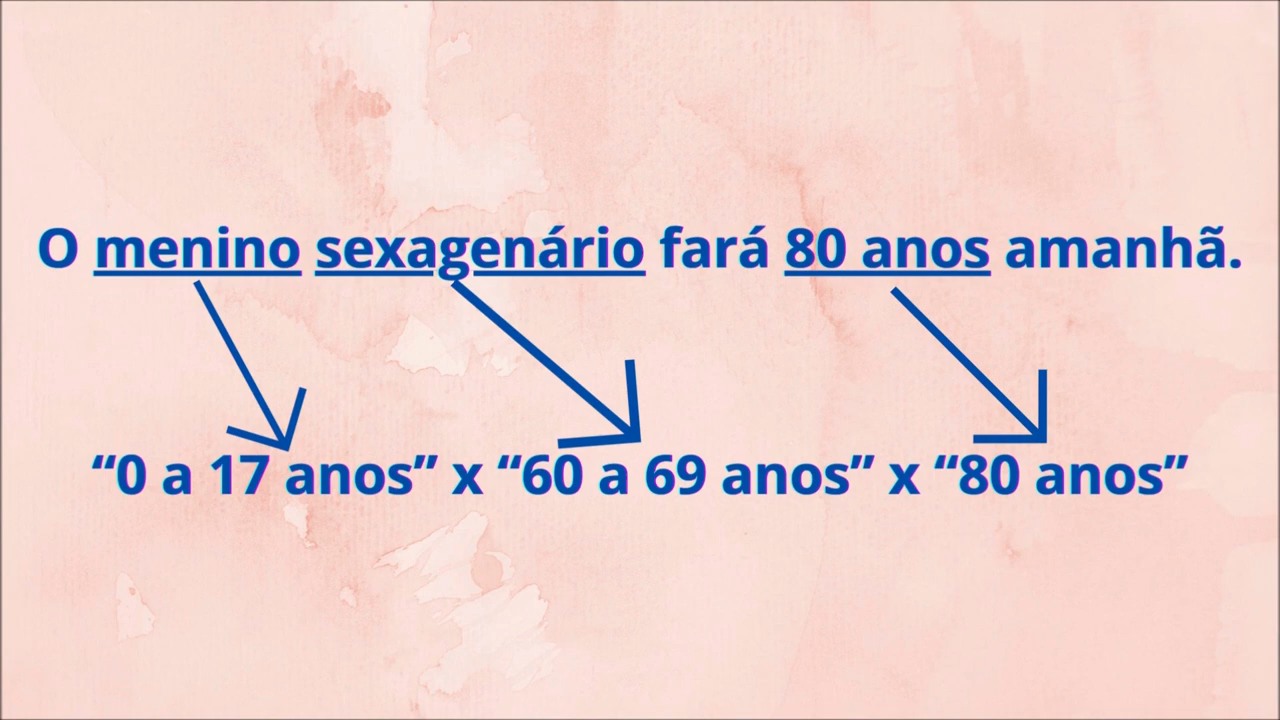 O menino sexagenário fará 80 anos amanhã.
“0 a 17 anos” x “60 a 69 anos” x “80 anos”